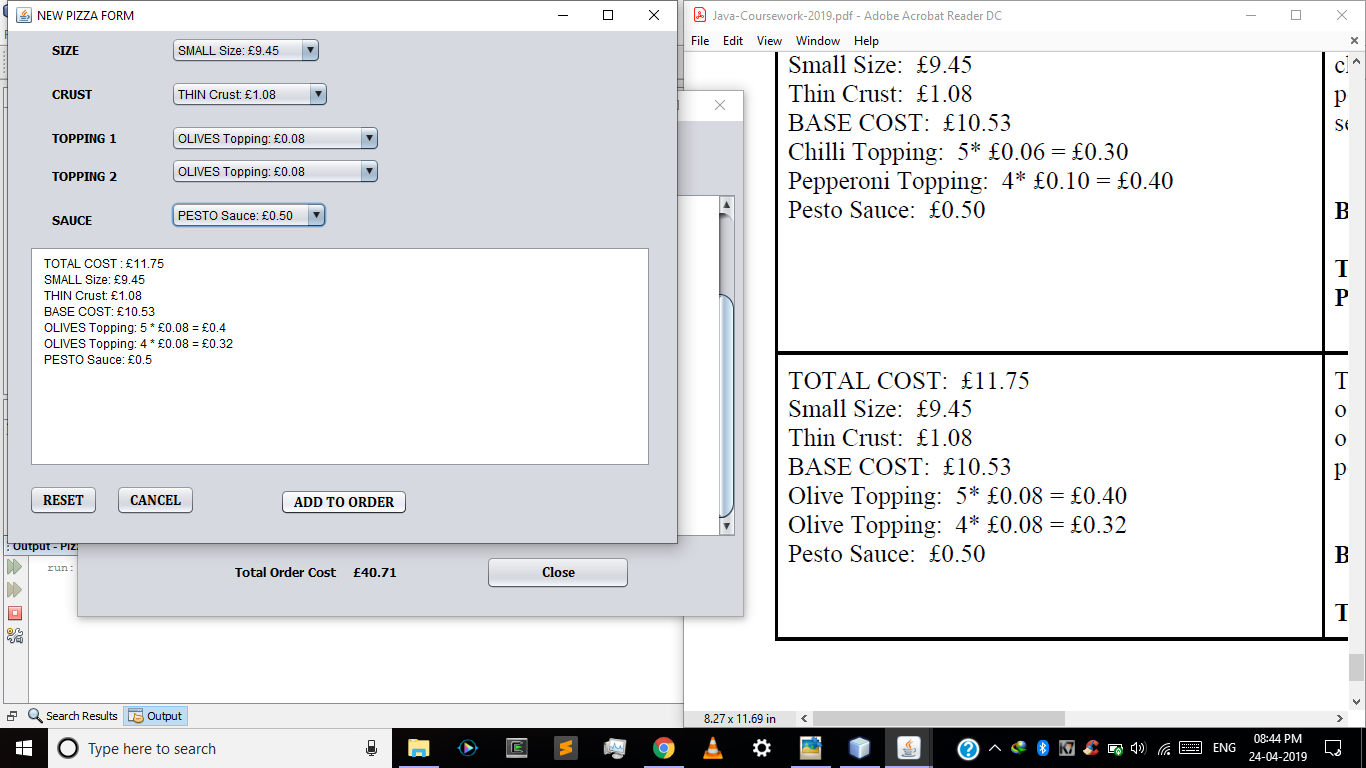 NEW PIZZA FORM
SIZE
SMALL Size: £9.45
CRUST
THIN Crust: £1.08
TOPPING 1
OLIVES Topping: £0.08
TOPPING 2
OLIVES Topping: £0.08
SAUCE
PESTO Sauce: £0.50
TOTAL COST : £11.75
SMALL Size: £9.45
THIN Crust: £1.08
BASE COST: £10.53
OLIVES Topping: 5 * £0.08 = £0.4
OLIVES Topping: 4 * £0.08 = £0.32
PESTO Sauce: £0.5
RESET
CANCEL
ADD TO ORDER
Output - Piz
run:
Total Order Cost £40.71
Close
Search Results
Output
Java-Coursework-2019.pdf - Adobe Acrobat Reader DC
File Edit View Window Help
Small Size: £9.45
Thin Crust: £1.08
BASE COST: £10.53
Chilli Topping: 5* £0.06 = £0.30
Pepperoni Topping: 4* £0.10 = £0.40
Pesto Sauce: £0.50
B
T
P
TOTAL COST: £11.75
Small Size: £9.45
Thin Crust: £1.08
BASE COST: £10.53
Olive Topping: 5* £0.08 = £0.40
Olive Topping: 4* £0.08 = £0.32
Pesto Sauce: £0.50
T
o
o
p
B
T
8.27 x 11.69 in
Type here to search
ENG
08:44 PM
24-04-2019